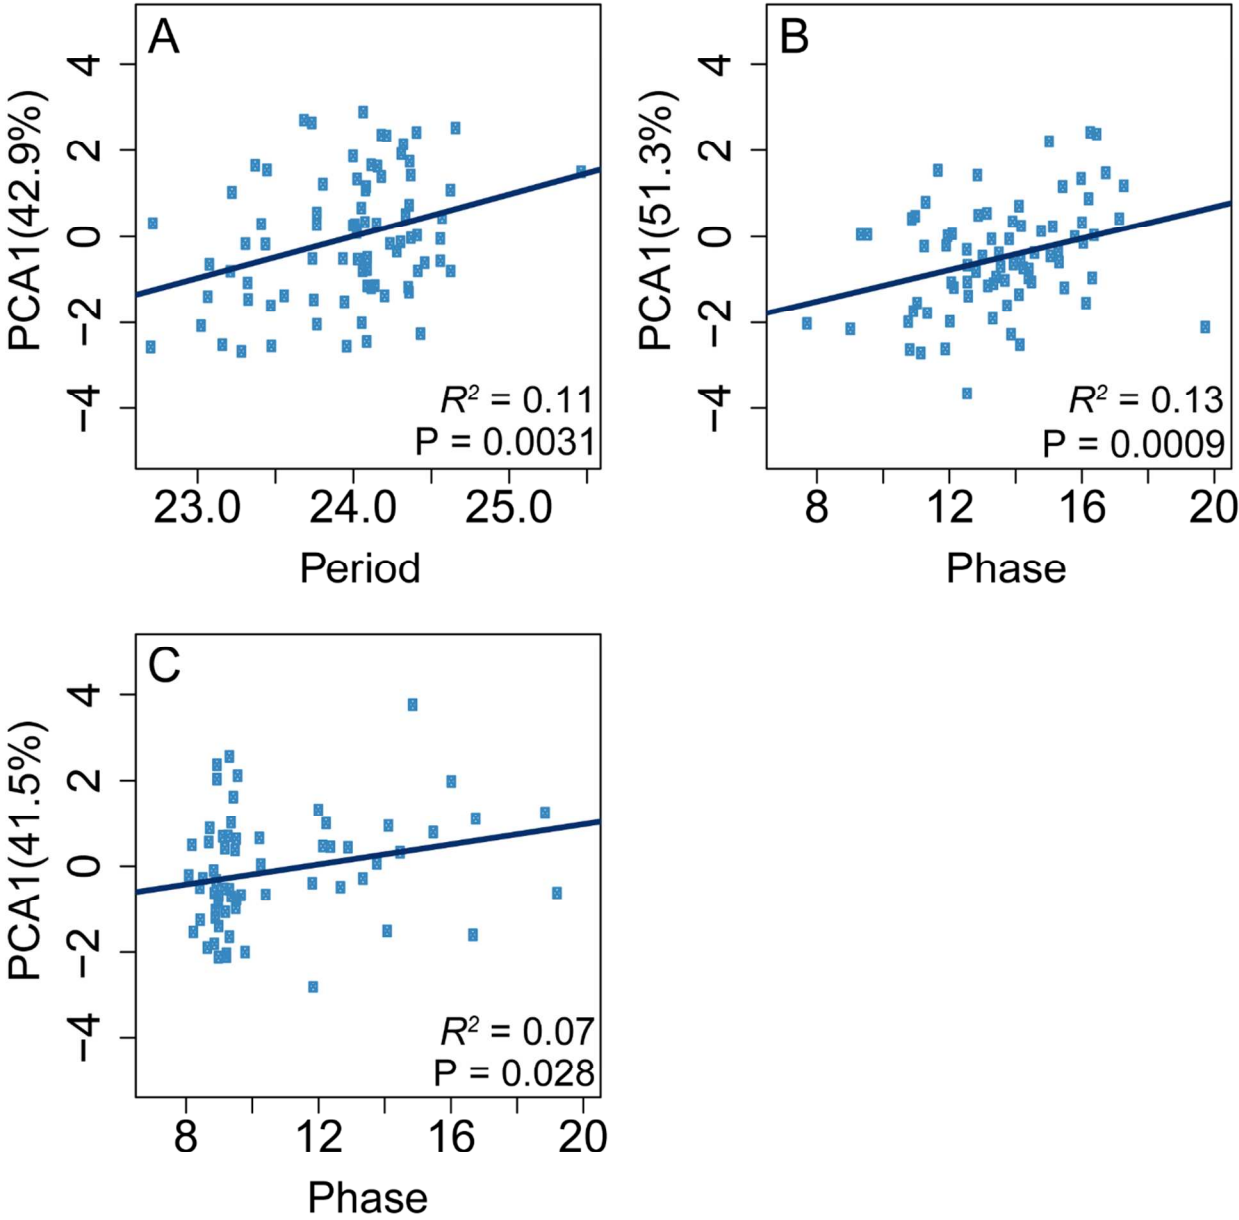 A
PCA1(42.9%)
4
2
0
−2
−4
R² = 0.11
P = 0.0031
23.0 24.0 25.0
Period
B
PCA1(51.3%)
4
2
0
−2
−4
R² = 0.13
P = 0.0009
8 12 16 20
Phase
C
PCA1(41.5%)
4
2
0
−2
−4
R² = 0.07
P = 0.028
8 12 16 20
Phase